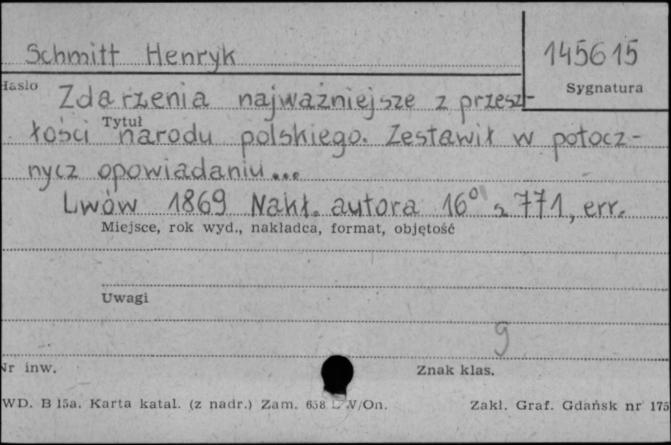 Schmitt Henryk
145615
Hasło
Sygnatura
Zdarzenia najważniejsze z przesz-
Tytuł
łości narodu polskiego. Zestawił w potocz-
nycz opowiadaniu...
Lwów 1869 Nakł. autora 16° s 771, err.
Miejsce, rok wyd., nakładca, format, objętość
Uwagi
9
Nr inw.
Znak klas.
WD. B 15a. Karta katal. (z nadr.) Zam. 658 /V/On.
Zakł. Graf. Gdańsk nr 175